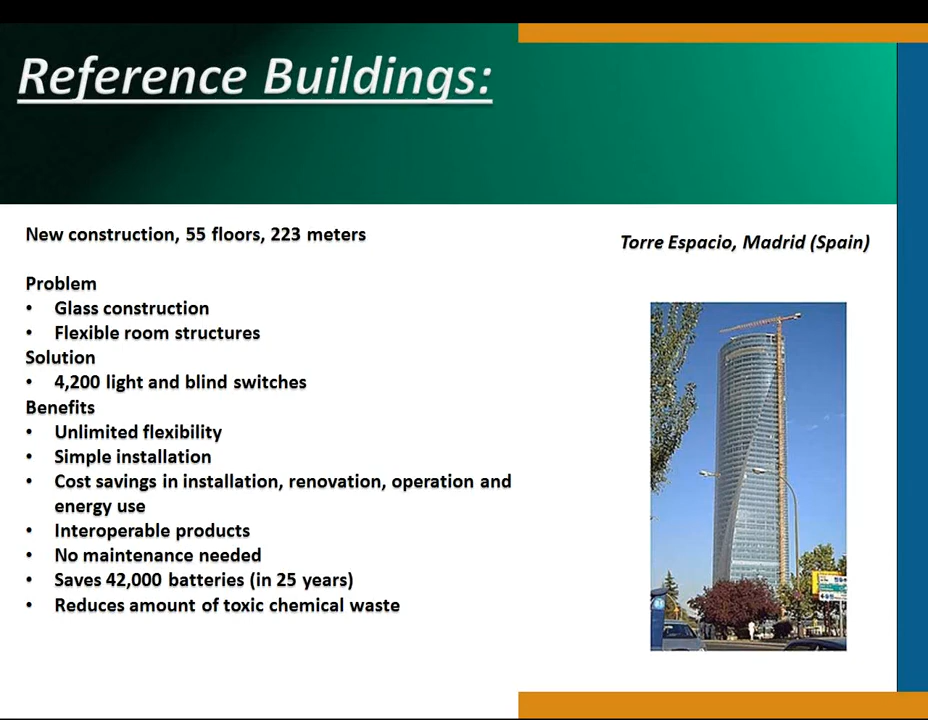 Reference Buildings:
New construction, 55 floors, 223 meters
Torre Espacio, Madrid (Spain)
Problem
• Glass construction
• Flexible room structures
Solution
• 4,200 light and blind switches
Benefits
• Unlimited flexibility
• Simple installation
• Cost savings in installation, renovation, operation and
energy use
• Interoperable products
• No maintenance needed
• Saves 42,000 batteries (in 25 years)
• Reduces amount of toxic chemical waste